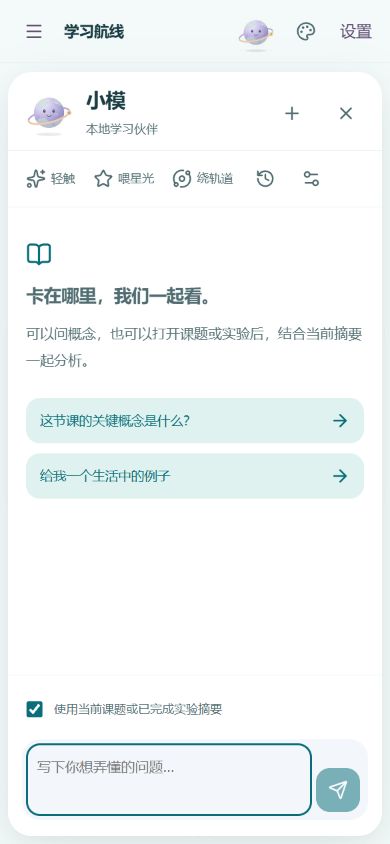 学习航线
设置
小模
本地学习伙伴
轻触
喂星光
绕轨道
卡在哪里，我们一起看。
可以问概念，也可以打开课题或实验后，结合当前摘要
一起分析。
这节课的关键概念是什么？
给我一个生活中的例子
使用当前课题或已完成实验摘要
写下你想弄懂的问题...